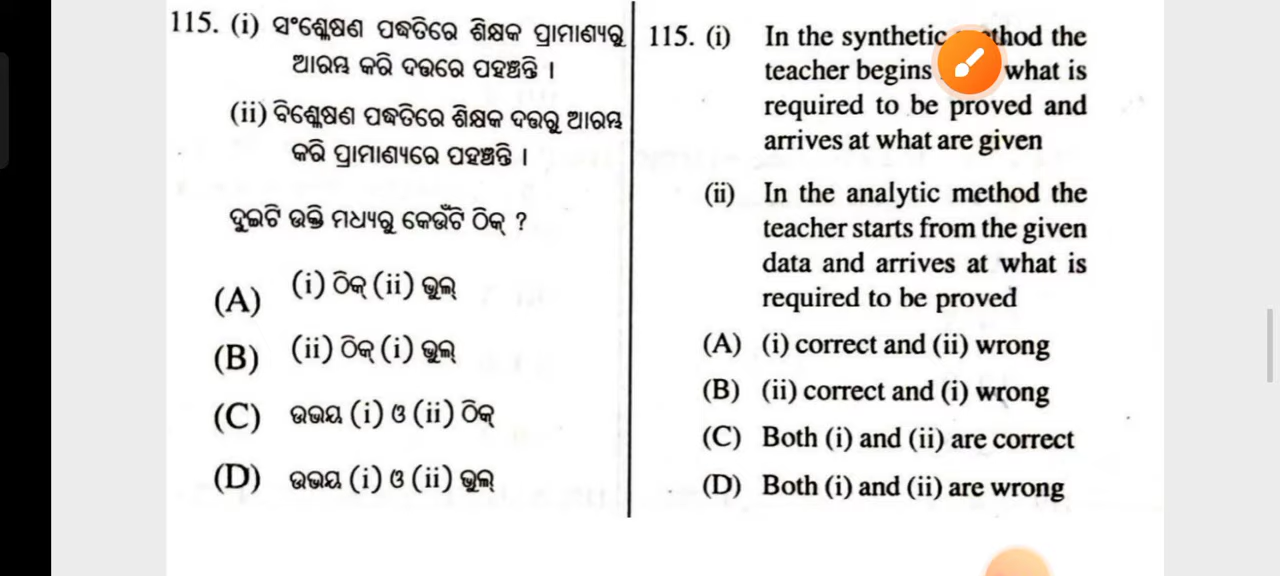 115. (i) ସଂଶ୍ଳେଷଣ ପଦ୍ଧତିରେ ଶିକ୍ଷକ ପ୍ରାମାଣ୍ୟରୁ
ଆରମ୍ଭ କରି ଦତ୍ତରେ ପହଞ୍ଚନ୍ତି ।
(ii) ବିଶ୍ଳେଷଣ ପଦ୍ଧତିରେ ଶିକ୍ଷକ ଦତ୍ତରୁ ଆରମ୍ଭ
କରି ପ୍ରାମାଣ୍ୟରେ ପହଞ୍ଚନ୍ତି ।
ଦୁଇଟି ଉକ୍ତି ମଧ୍ୟରୁ କେଉଁଟି ଠିକ୍ ?
(A) (i) ଠିକ୍ (ii) ଭୁଲ୍
(B) (ii) ଠିକ୍ (i) ଭୁଲ୍
(C) ଉଭୟ (i) ଓ (ii) ଠିକ୍
(D) ଉଭୟ (i) ଓ (ii) ଭୁଲ୍
115. (i) In the synthetic the
teacher begins what is
required to be proved and
arrives at what are given
(ii) In the analytic method the
teacher starts from the given
data and arrives at what is
required to be proved
(A) (i) correct and (ii) wrong
(B) (ii) correct and (i) wrong
(C) Both (i) and (ii) are correct
(D) Both (i) and (ii) are wrong